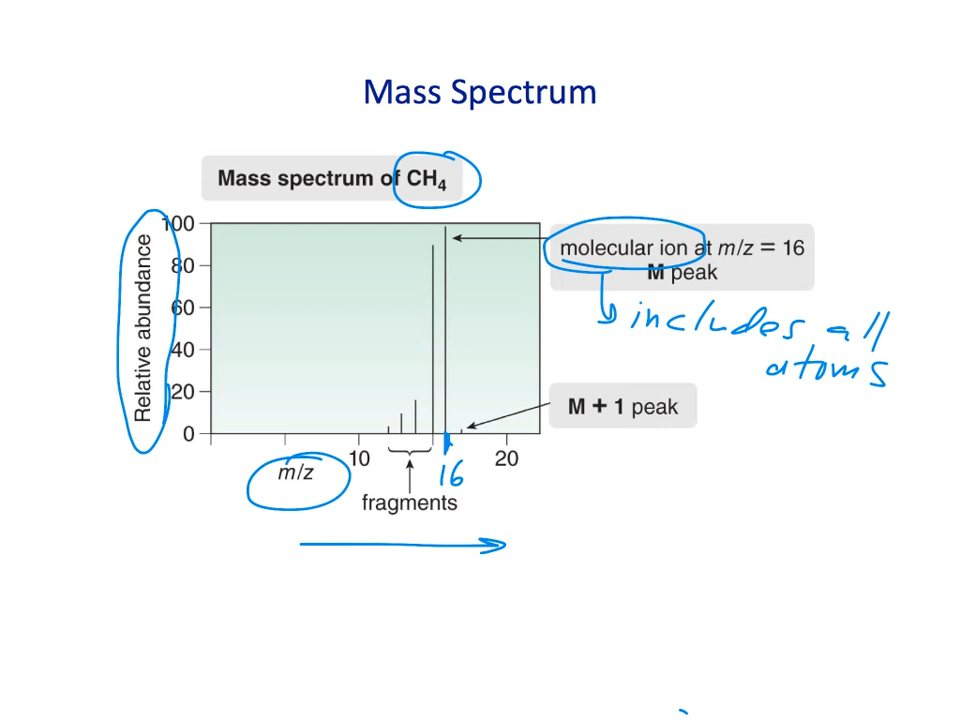 Mass Spectrum
Mass spectrum of CH₄
100
80
60
40
20
0
Relative abundance
molecular ion at m/z = 16
M peak
includes all
atoms
M + 1 peak
10
20
16
m/z
fragments